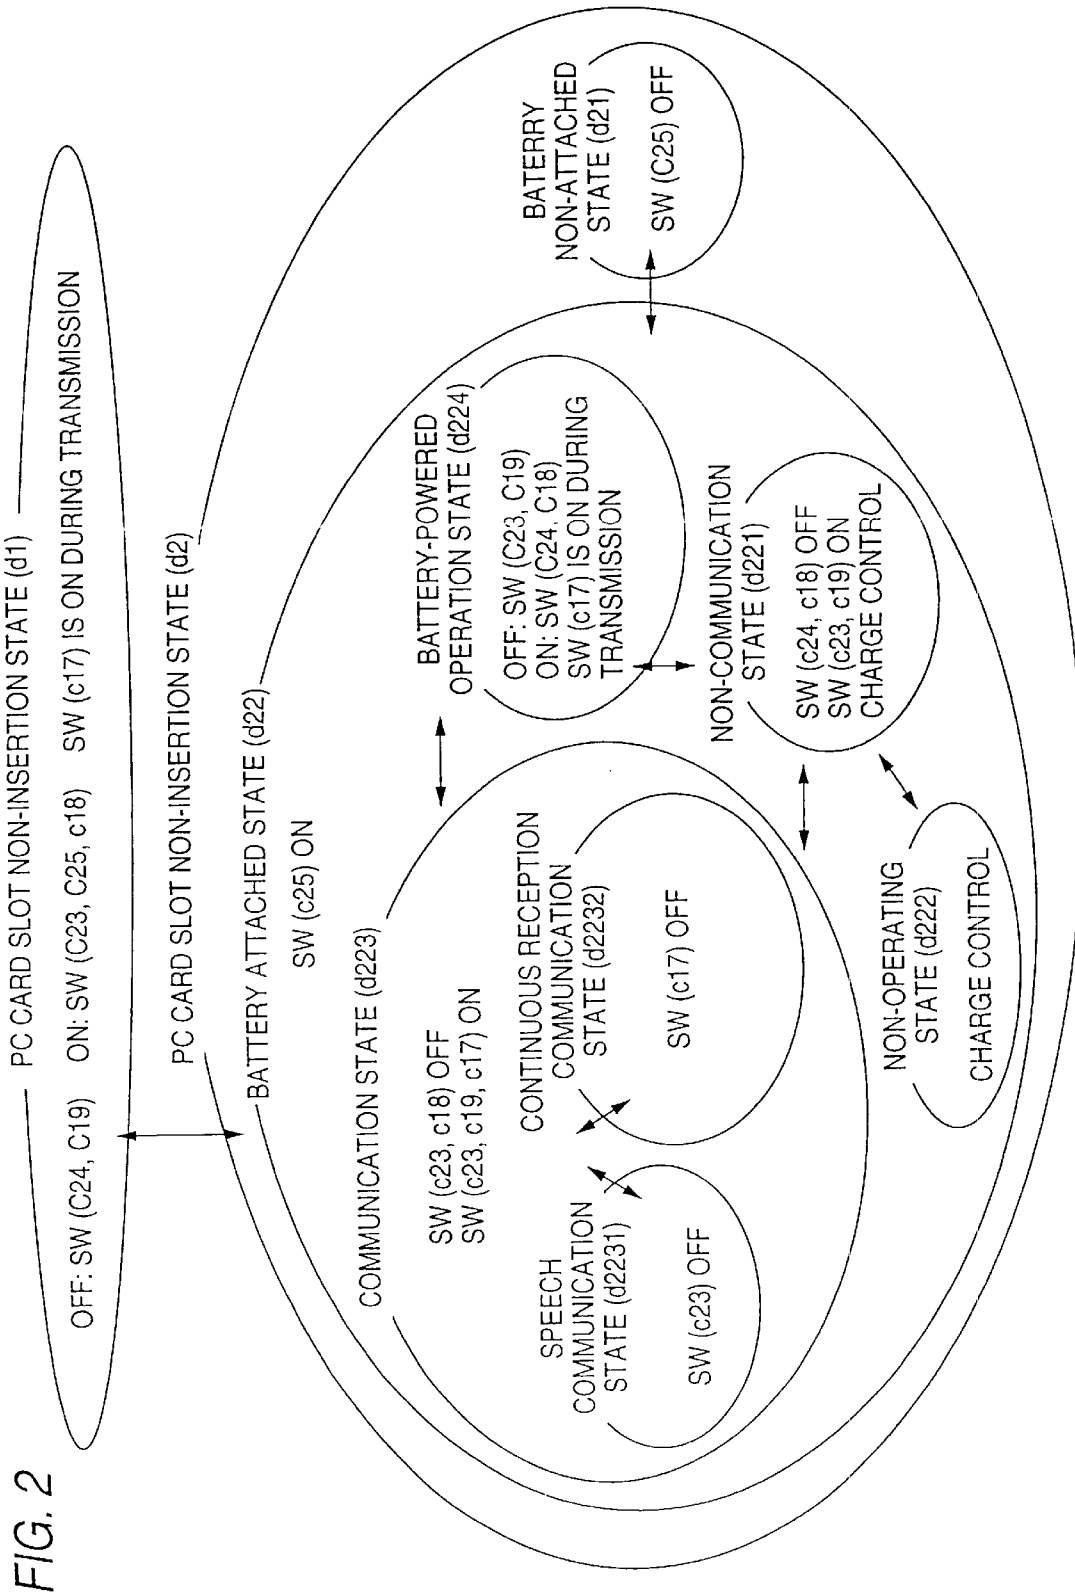 FIG. 2
PC CARD SLOT NON-INSERTION STATE (d1)
OFF: SW (C24, C19) ON: SW (C23, C25, c18) SW (c17) IS ON DURING TRANSMISSION
PC CARD SLOT NON-INSERTION STATE (d2)
BATTERY ATTACHED STATE (d22)
SW (c25) ON
COMMUNICATION STATE (d223)
SW (c23, c18) OFF
SW (c23, c19, c17) ON
SPEECH
COMMUNICATION
STATE (d2231)
SW (c23) OFF
CONTINUOUS RECEPTION
COMMUNICATION
STATE (d2232)
SW (c17) OFF
BATTERY-POWERED
OPERATION STATE (d224)
OFF: SW (C23, C19)
ON: SW (C24, C18)
SW (c17) IS ON DURING
TRANSMISSION
BATERRY
NON-ATTACHED
STATE (d21)
SW (C25) OFF
NON-COMMUNICATION
STATE (d221)
SW (c24, c18) OFF
SW (c23, c19) ON
CHARGE CONTROL
NON-OPERATING
STATE (d222)
CHARGE CONTROL